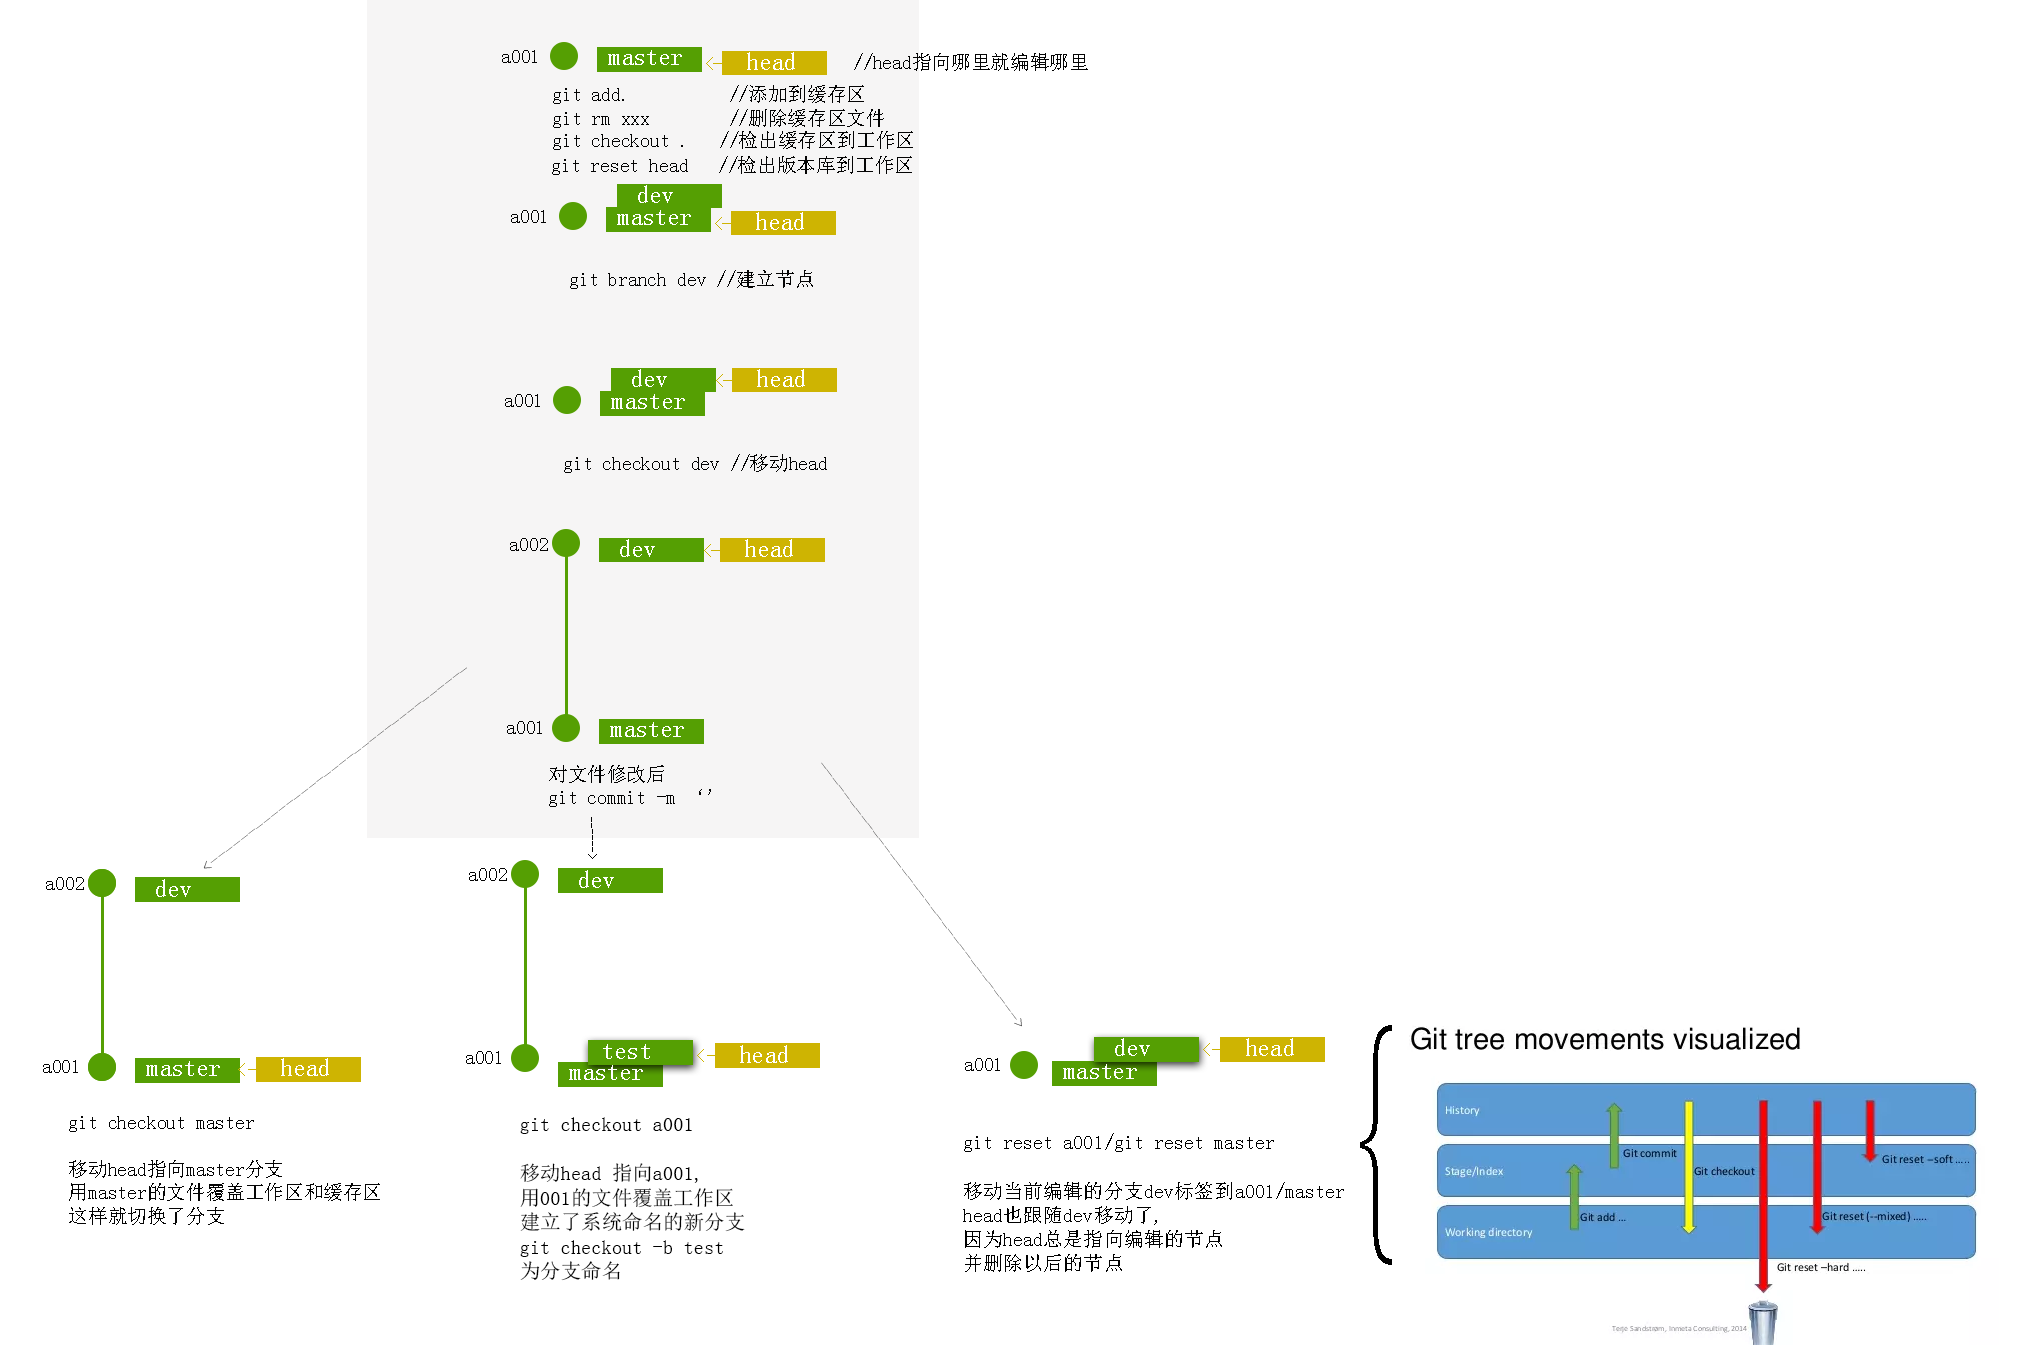 a001 master head //head指向哪里就编辑哪里
git add. //添加到缓存区
git rm xxx //删除缓存区文件
git checkout . //检出缓存区到工作区
git reset head //检出版本库到工作区
dev
a001 master head
git branch dev //建立节点
dev head
a001 master
git checkout dev //移动head
a002 dev head
a001 master
对文件修改后
git commit -m ‘’
a002 dev
a001 master head
git checkout master
移动head指向master分支
用master的文件覆盖工作区和缓存区
这样就切换了分支
a002 dev
test head
a001 master
git checkout a001
移动head 指向a001,
用001的文件覆盖工作区
建立了系统命名的新分支
git checkout -b test
为分支命名
dev head
a001 master
git reset a001/git reset master
移动当前编辑的分支dev标签到a001/master
head也跟随dev移动了,
因为head总是指向编辑的节点
并删除以后的节点
Git tree movements visualized
History
Git commit
Git checkout
Git reset –soft .....
Stage/Index
Git add ...
Git reset (--mixed) .....
Working directory
Git reset –hard .....
Terje Sandstrøm, Inmeta Consulting, 2014